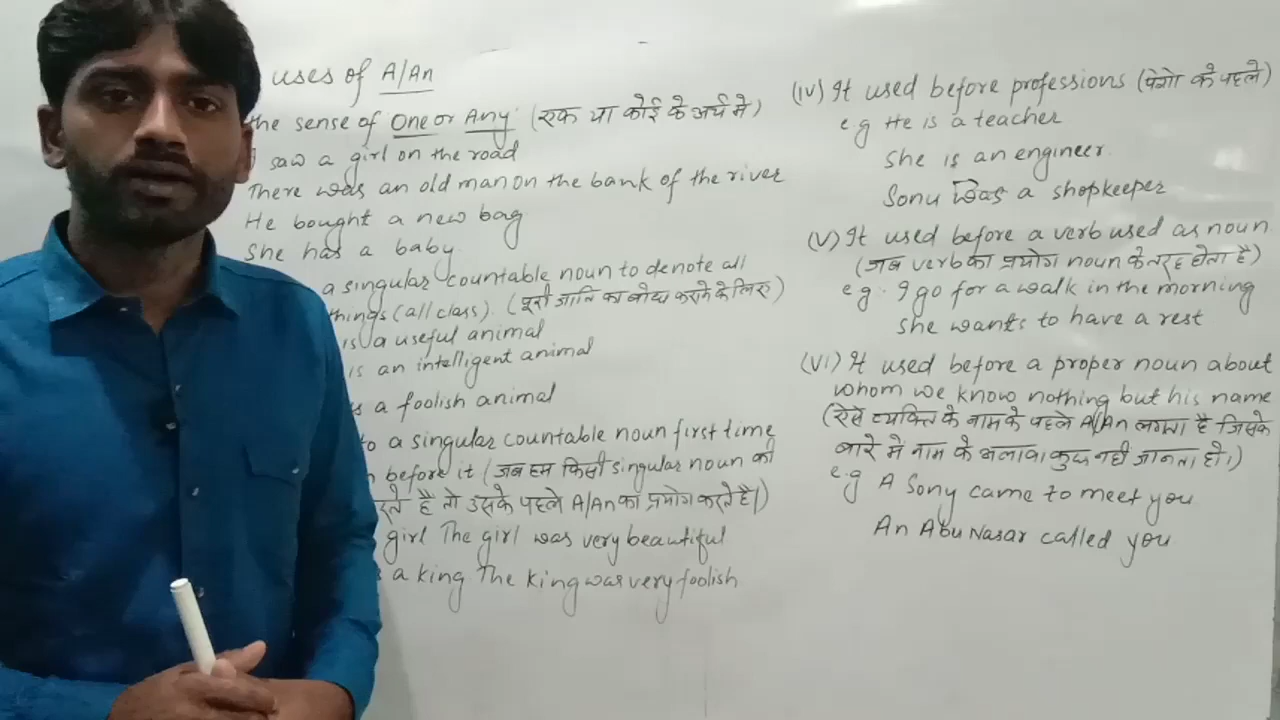 uses of A/An
the sense of One or Any (एक या कोई के अर्थ मे)
I saw a girl on the road
There was an old man on the bank of the river
He bought a new bag
She has a baby
a singular countable noun to denote all
things (all class). (पूरी जाति का बोध कराने के लिए)
is a useful animal
is an intelligent animal
is a foolish animal
to a singular countable noun first time
before it (जब हम किसी singular noun की
करते है तो उसके पहले A/An का प्रयोग करते है।)
girl The girl was very beautiful
a king The king was very foolish
(iv) It used before professions (पेशो के पहले)
e g He is a teacher
She is an engineer.
Sonu was a shopkeeper
(v) It used before a verb used as noun
(जब verb का प्रयोग noun के तरह होता है)
e g. I go for a walk in the morning
She wants to have a rest
(vi) It used before a proper noun about
whom we know nothing but his name
(ऐसे व्यक्ति के नाम के पहले A/An लगता है जिसके
बारे मे नाम के अलावा कुछ नही जानता हो।)
e.g A Sony came to meet you
An Abu Nasar called you